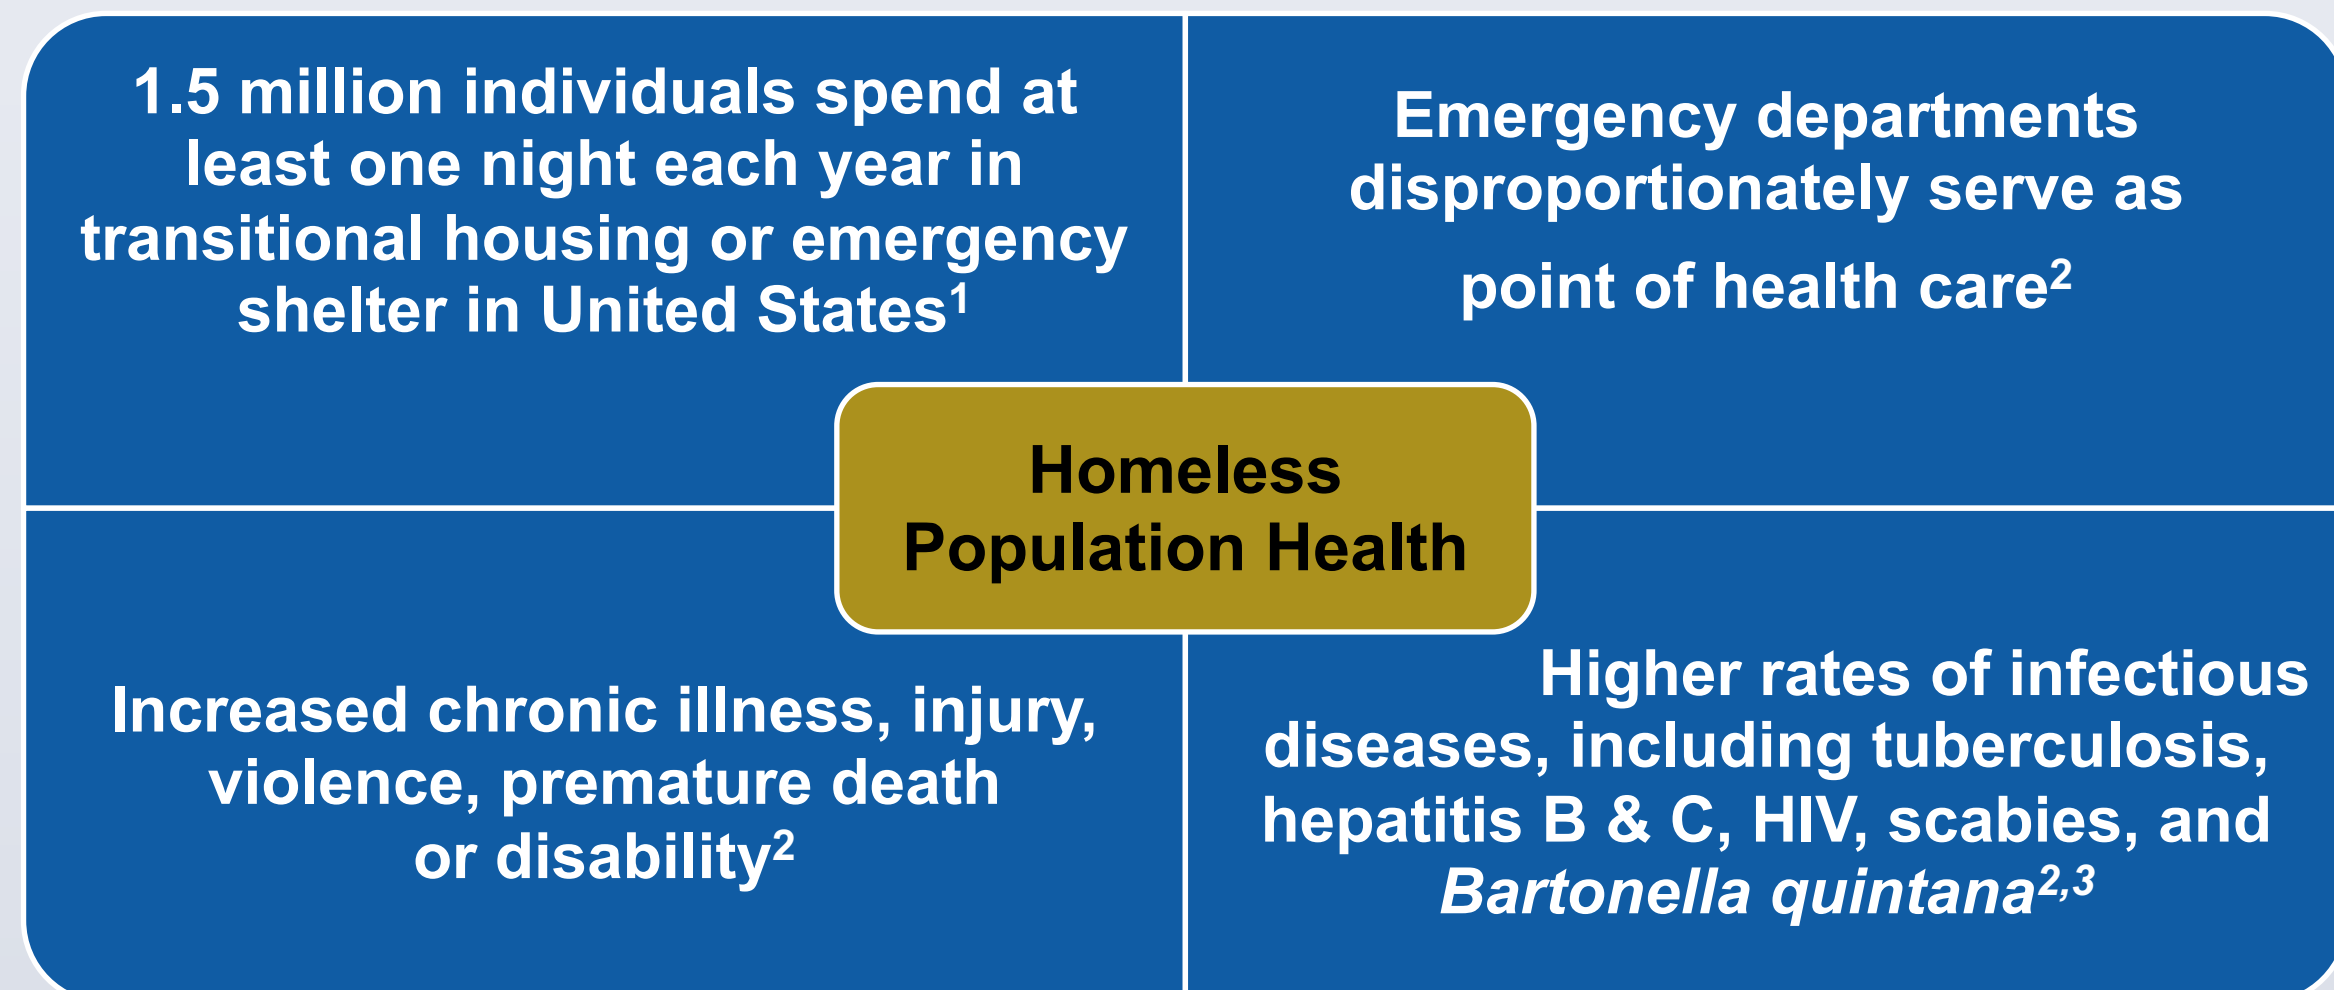 1.5 million individuals spend at
least one night each year in
transitional housing or emergency
shelter in United States¹
Emergency departments
disproportionately serve as
point of health care²
Homeless
Population Health
Increased chronic illness, injury,
violence, premature death
or disability²
Higher rates of infectious
diseases, including tuberculosis,
hepatitis B & C, HIV, scabies, and
Bartonella quintana²,³